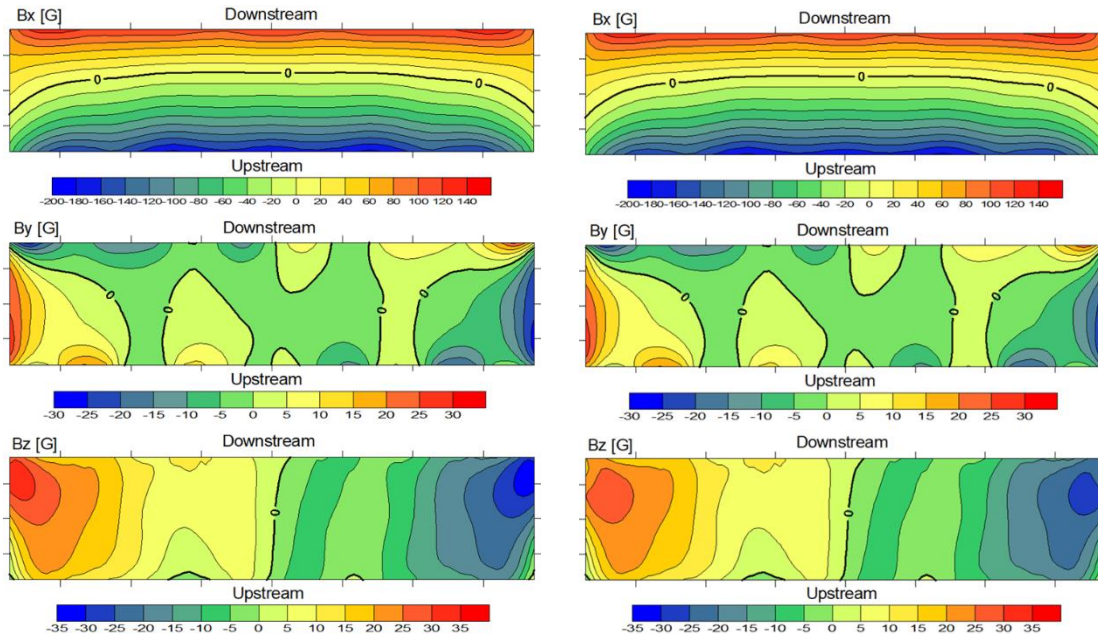 Bx [G] Downstream
0 0 0
Upstream
-200-180-160-140-120-100 -80 -60 -40 -20 0 20 40 60 80 100 120 140
By [G] Downstream
0 0
Upstream
-30 -25 -20 -15 -10 -5 0 5 10 15 20 25 30
Bz [G] Downstream
0
Upstream
-35 -30 -25 -20 -15 -10 -5 0 5 10 15 20 25 30 35
Bx [G] Downstream
0 0 0
Upstream
-200-180-160-140-120-100 -80 -60 -40 -20 0 20 40 60 80 100 120 140
By [G] Downstream
0 0
Upstream
-30 -25 -20 -15 -10 -5 0 5 10 15 20 25 30
Bz [G] Downstream
0
Upstream
-35 -30 -25 -20 -15 -10 -5 0 5 10 15 20 25 30 35